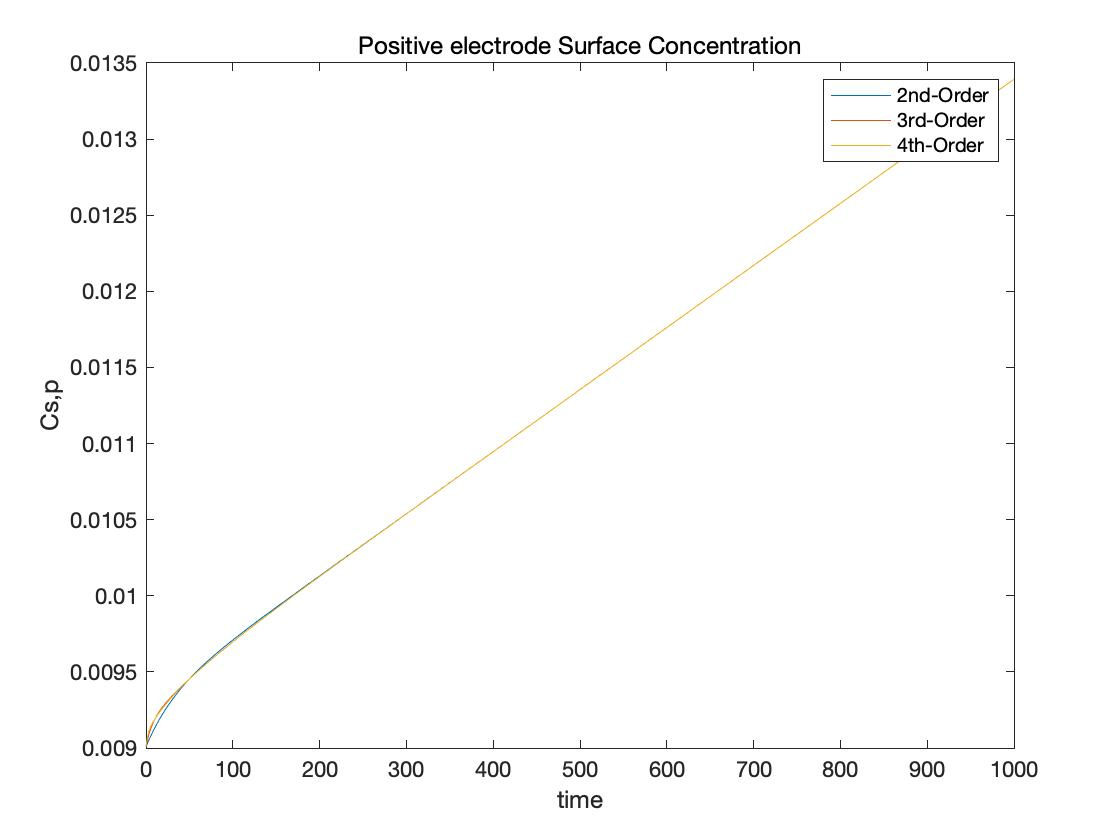 Positive electrode Surface Concentration
0.0135
0.013
0.0125
0.012
0.0115
0.011
0.0105
0.01
0.0095
0.009
Cs,p
2nd-Order
3rd-Order
4th-Order
0 100 200 300 400 500 600 700 800 900 1000
time